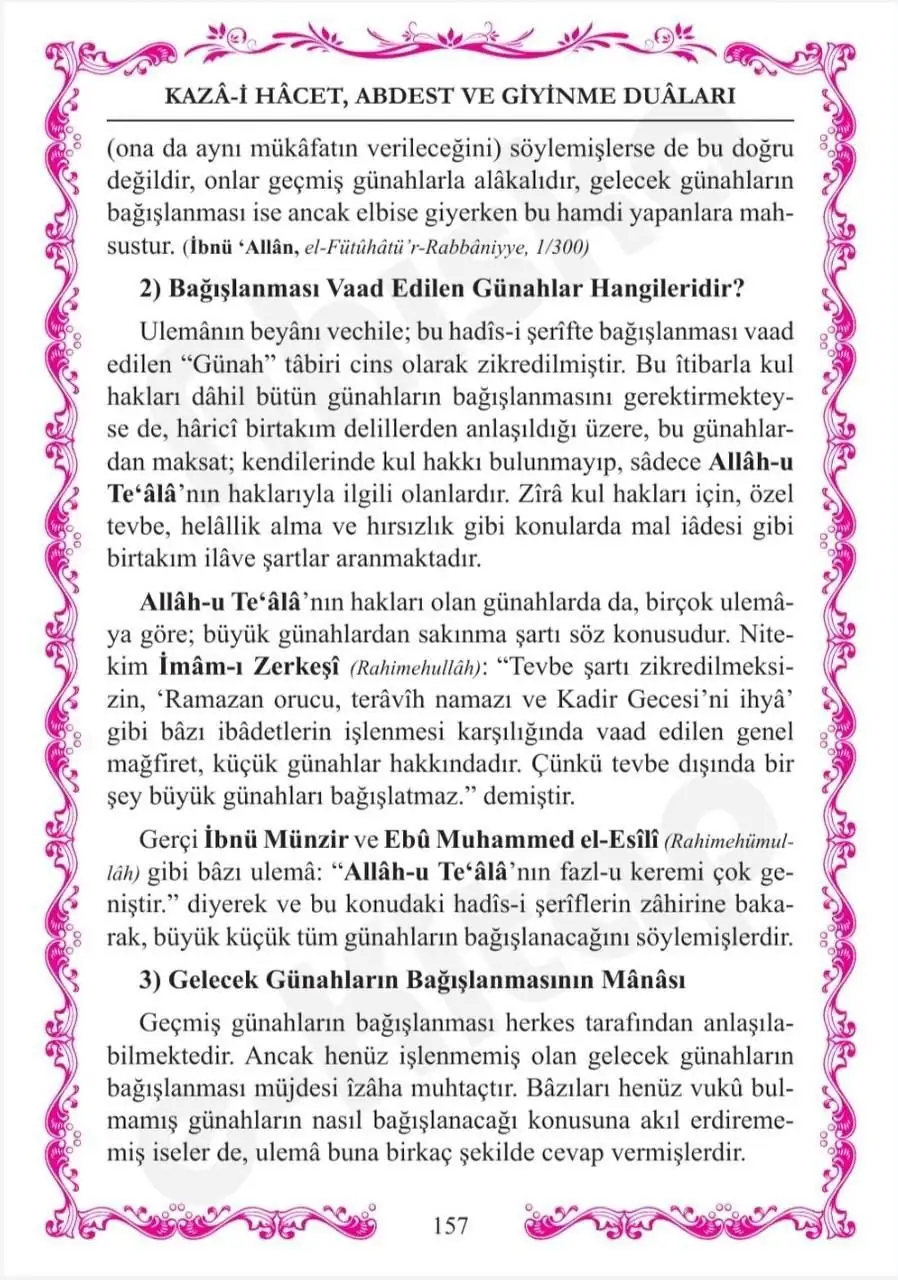 KAZÂ-İ HÂCET, ABDEST VE GİYİNME DUÂLARI
(ona da aynı mükâfatın verileceğini) söylemişlerse de bu doğru
değildir, onlar geçmiş günahlarla alâkalıdır, gelecek günahların
bağışlanması ise ancak elbise giyerken bu hamdi yapanlara mah-
sustur. (İbnü ‘Allân, el-Fütûhâtü’r-Rabbâniyye, 1/300)
2) Bağışlanması Vaad Edilen Günahlar Hangileridir?
Ulemânın beyânı vechile; bu hadîs-i şerîfte bağışlanması vaad
edilen “Günah” tâbiri cins olarak zikredilmiştir. Bu îtibarla kul
hakları dâhil bütün günahların bağışlanmasını gerektirmektey-
se de, hâricî birtakım delillerden anlaşıldığı üzere, bu günahlar-
dan maksat; kendilerinde kul hakkı bulunmayıp, sâdece Allâh-u
Te‘âlâ’nın haklarıyla ilgili olanlardır. Zîrâ kul hakları için, özel
tevbe, helâllik alma ve hırsızlık gibi konularda mal iâdesi gibi
birtakım ilâve şartlar aranmaktadır.
Allâh-u Te‘âlâ’nın hakları olan günahlarda da, birçok ulemâ-
ya göre; büyük günahlardan sakınma şartı söz konusudur. Nite-
kim İmâm-ı Zerkeşî (Rahimehullâh): “Tevbe şartı zikredilmeksi-
zin, ‘Ramazan orucu, terâvîh namazı ve Kadir Gecesi’ni ihyâ’
gibi bâzı ibâdetlerin işlenmesi karşılığında vaad edilen genel
mağfiret, küçük günahlar hakkındadır. Çünkü tevbe dışında bir
şey büyük günahları bağışlatmaz.” demiştir.
Gerçi İbnü Münzir ve Ebû Muhammed el-Esîlî (Rahimehümul-
lâh) gibi bâzı ulemâ: “Allâh-u Te‘âlâ’nın fazl-u keremi çok ge-
niştir.” diyerek ve bu konudaki hadîs-i şerîflerin zâhirine baka-
rak, büyük küçük tüm günahların bağışlanacağını söylemişlerdir.
3) Gelecek Günahların Bağışlanmasının Mânâsı
Geçmiş günahların bağışlanması herkes tarafından anlaşıla-
bilmektedir. Ancak henüz işlenmemiş olan gelecek günahların
bağışlanması müjdesi îzâha muhtaçtır. Bâzıları henüz vukû bul-
mamış günahların nasıl bağışlanacağı konusuna akıl erdireme-
miş iseler de, ulemâ buna birkaç şekilde cevap vermişlerdir.
157